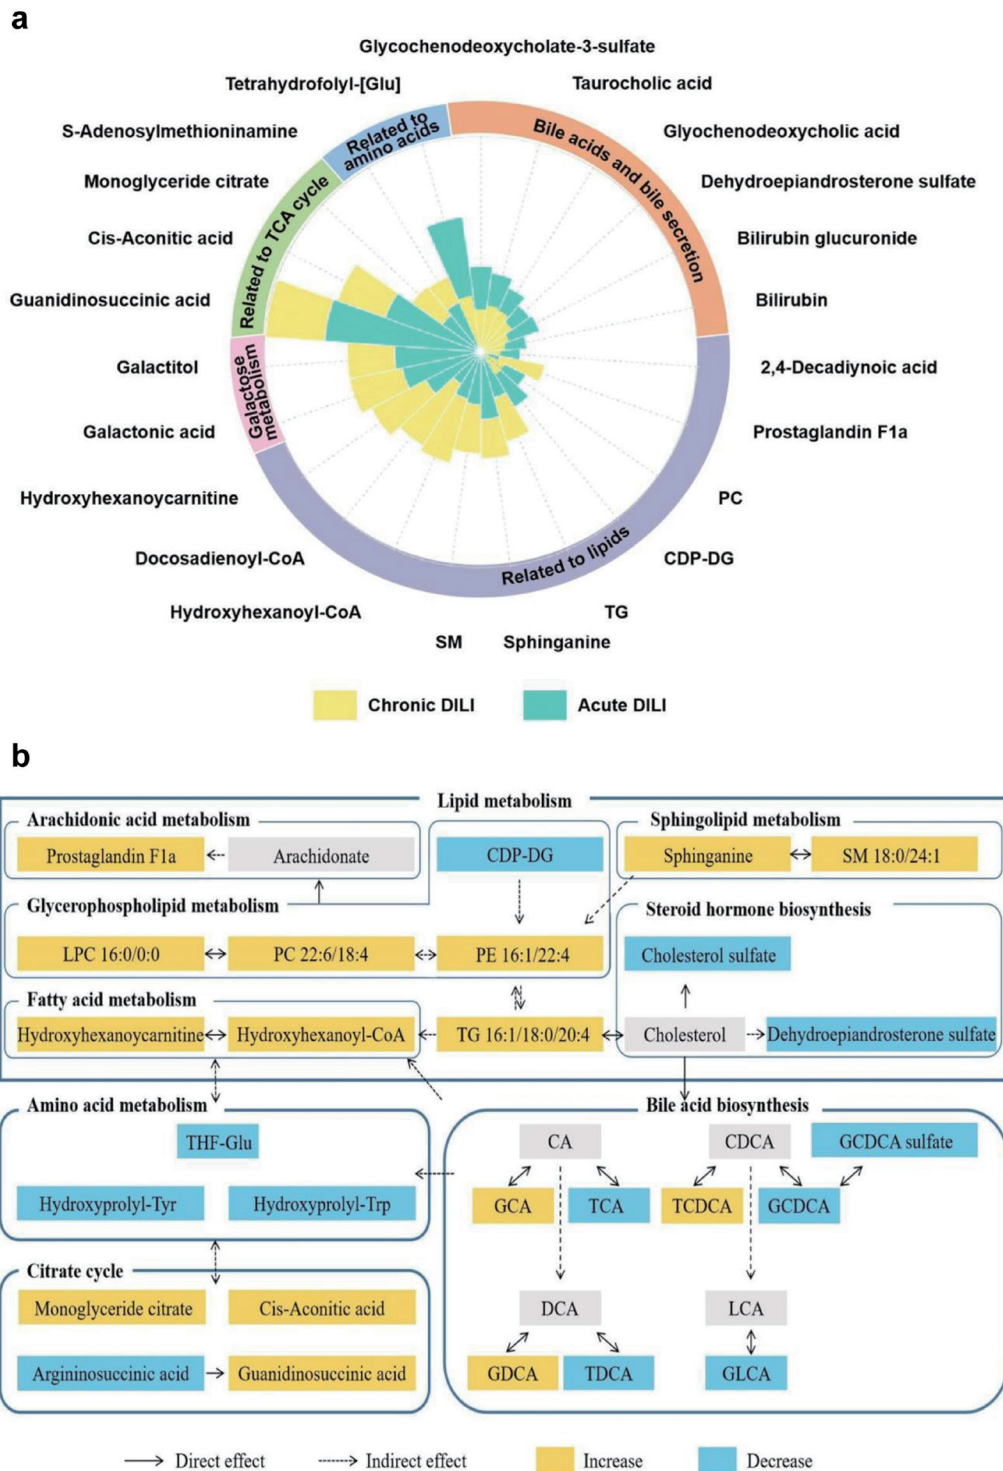 a
Glycochenodeoxycholate-3-sulfate
Tetrahydrofolyl-[Glu]
Taurocholic acid
S-Adenosylmethioninamine
Glyochenodeoxycholic acid
Monoglyceride citrate
Dehydroepiandrosterone sulfate
Cis-Aconitic acid
Bilirubin glucuronide
Guanidinosuccinic acid
Bilirubin
Galactitol
2,4-Decadiynoic acid
Galactonic acid
Prostaglandin F1a
Hydroxyhexanoycarnitine
PC
Docosadienoyl-CoA
CDP-DG
Hydroxyhexanoyl-CoA
TG
SM
Sphinganine
Related to
amino acids
Bile acids and bile secretion
Related to TCA cycle
Galactose
metabolism
Related to lipids
Chronic DILI
Acute DILI
b
Lipid metabolism
Arachidonic acid metabolism
Prostaglandin F1a
Arachidonate
CDP-DG
Sphingolipid metabolism
Sphinganine
SM 18:0/24:1
Glycerophospholipid metabolism
LPC 16:0/0:0
PC 22:6/18:4
PE 16:1/22:4
Steroid hormone biosynthesis
Cholesterol sulfate
Cholesterol
Dehydroepiandrosterone sulfate
Fatty acid metabolism
Hydroxyhexanoycarnitine
Hydroxyhexanoyl-CoA
TG 16:1/18:0/20:4
Amino acid metabolism
THF-Glu
Hydroxyprolyl-Tyr
Hydroxyprolyl-Trp
Bile acid biosynthesis
CA
CDCA
GCDCA sulfate
GCA
TCA
TCDCA
GCDCA
DCA
LCA
GDCA
TDCA
GLCA
Citrate cycle
Monoglyceride citrate
Cis-Aconitic acid
Argininosuccinic acid
Guanidinosuccinic acid
Direct effect
Indirect effect
Increase
Decrease